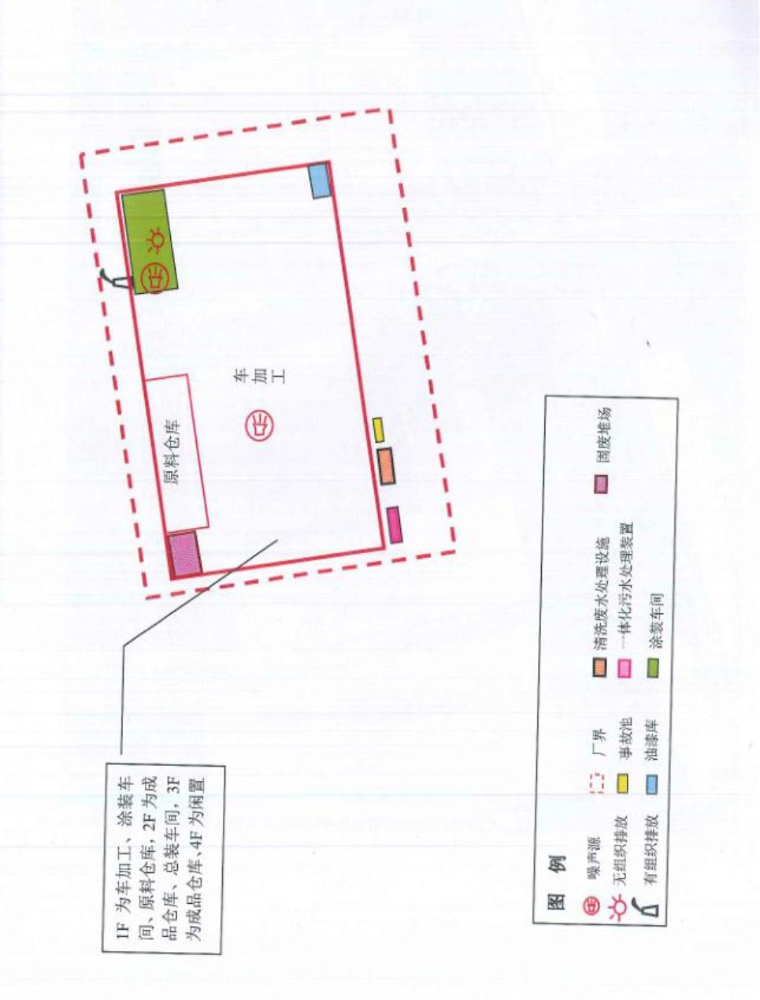 1F 为车加工、涂装车
间、原料仓库，2F 为成
品仓库、总装车间，3F
为成品仓库、4F 为闲置
原料仓库
车
加
工
图 例
噪声源
厂界
清洗废水处理设施
固废堆场
无组织排放
事故池
一体化污水处理装置
有组织排放
油漆库
涂装车间